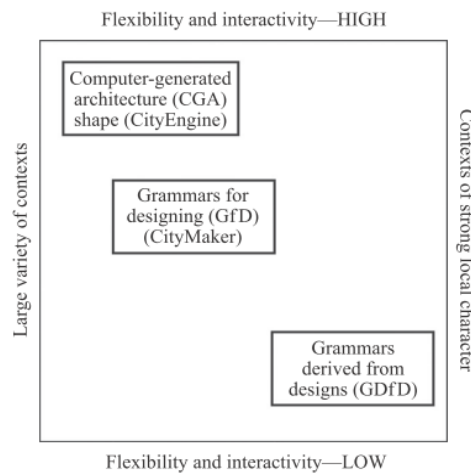 Flexibility and interactivity—HIGH
Large variety of contexts
Computer-generated
architecture (CGA)
shape (CityEngine)
Grammars for
designing (GfD)
(CityMaker)
Grammars
derived from
designs (GDfD)
Contexts of strong local character
Flexibility and interactivity—LOW